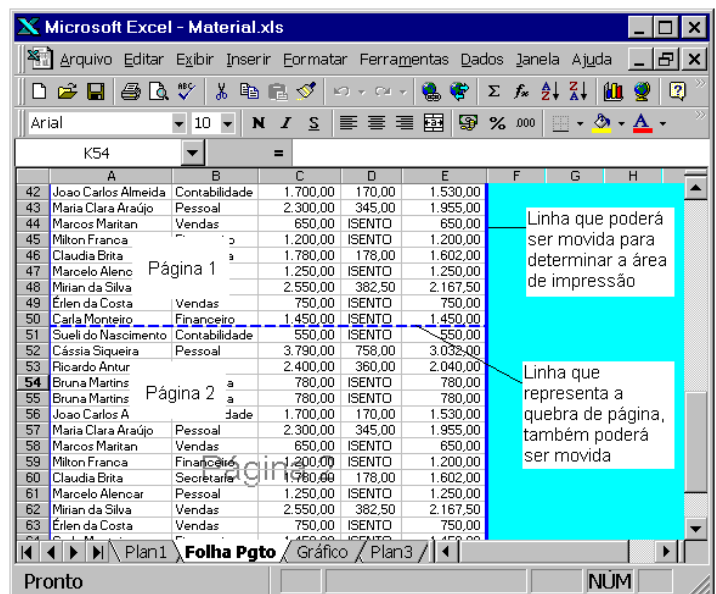 Microsoft Excel - Material.xls
Arquivo Editar Exibir Inserir Formatar Ferramentas Dados Janela Ajuda
Arial 10 N I S % 000
K54 =
A B C D E F G H
42 Joao Carlos Almeida Contabilidade 1.700,00 170,00 1.530,00
43 Maria Clara Araújo Pessoal 2.300,00 345,00 1.955,00
44 Marcos Maritan Vendas 650,00 ISENTO 650,00
45 Milton Franca 1.200,00 ISENTO 1.200,00
46 Claudia Brita a 1.780,00 178,00 1.602,00
47 Marcelo Alenc 1.250,00 ISENTO 1.250,00
48 Mirian da Silva 2.550,00 382,50 2.167,50
49 Érlen da Costa Vendas 750,00 ISENTO 750,00
50 Carla Monteiro Financeiro 1.450,00 ISENTO 1.450,00
51 Sueli do Nascimento Contabilidade 550,00 ISENTO 550,00
52 Cássia Siqueira Pessoal 3.790,00 758,00 3.032,00
53 Ricardo Antur 2.400,00 360,00 2.040,00
54 Bruna Martins a 780,00 ISENTO 780,00
55 Bruna Martins a 780,00 ISENTO 780,00
56 Joao Carlos A dade 1.700,00 170,00 1.530,00
57 Maria Clara Araújo Pessoal 2.300,00 345,00 1.955,00
58 Marcos Maritan Vendas 650,00 ISENTO 650,00
59 Milton Franca Financeiro 1.200,00 ISENTO 1.200,00
60 Claudia Brita Secretaria 1.780,00 178,00 1.602,00
61 Marcelo Alencar Pessoal 1.250,00 ISENTO 1.250,00
62 Mirian da Silva Vendas 2.550,00 382,50 2.167,50
63 Érlen da Costa Vendas 750,00 ISENTO 750,00
Página 1
Página 2
Página 2
Linha que poderá
ser movida para
determinar a área
de impressão
Linha que
representa a
quebra de página,
também poderá
ser movida
Plan1 Folha Pgto Gráfico Plan3
Pronto NÚM